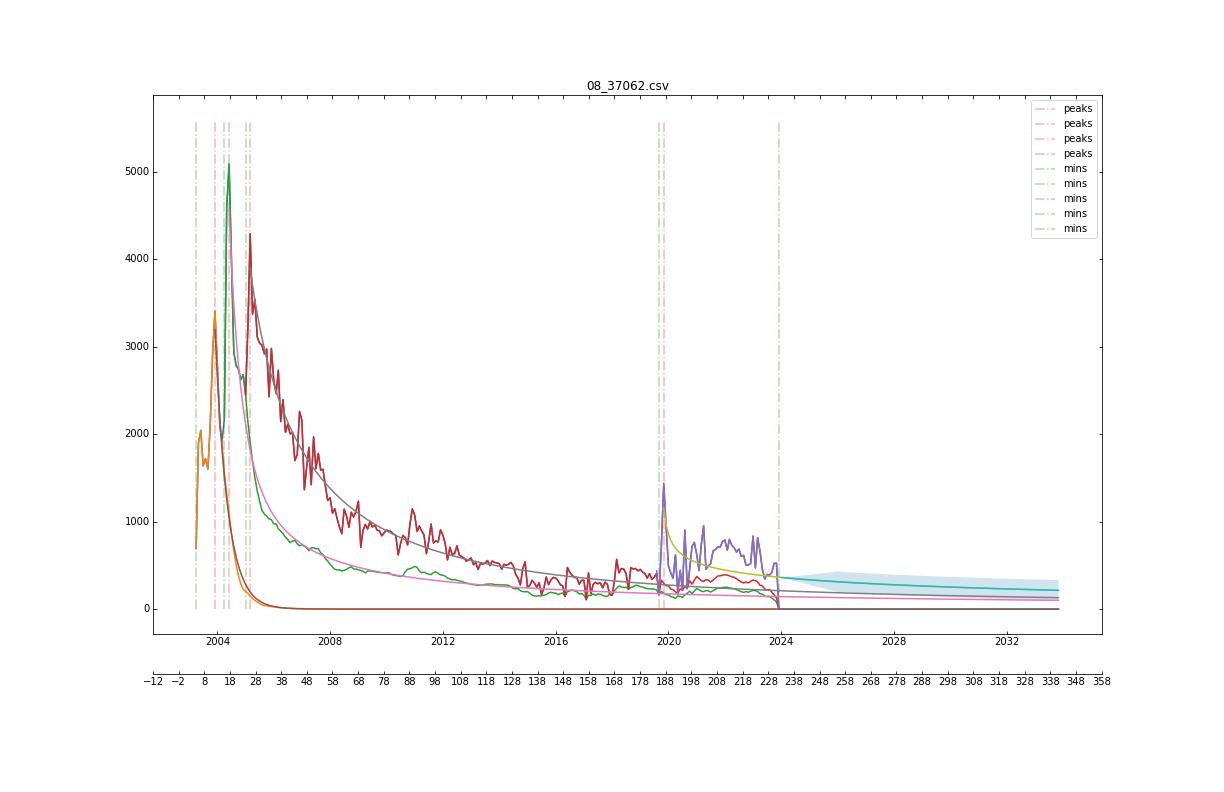 08_37062.csv
peaks
peaks
peaks
peaks
mins
mins
mins
mins
mins
5000
4000
3000
2000
1000
0
2004 2008 2012 2016 2020 2024 2028 2032
−12 −2 8 18 28 38 48 58 68 78 88 98 108 118 128 138 148 158 168 178 188 198 208 218 228 238 248 258 268 278 288 298 308 318 328 338 348 358